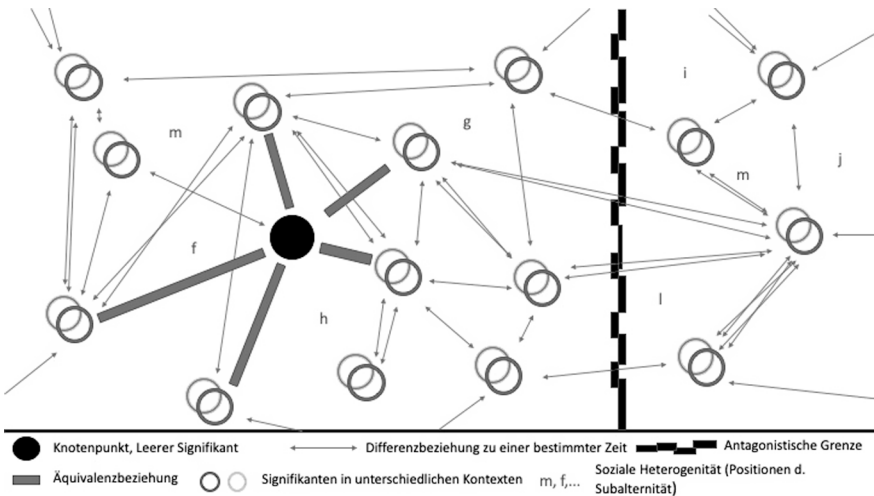 i
g
m
j
m
f
l
h
Knotenpunkt, Leerer Signifikant
Differenzbeziehung zu einer bestimmter Zeit
Antagonistische Grenze
Äquivalenzbeziehung
Signifikanten in unterschiedlichen Kontexten
m, f,...
Soziale Heterogenität (Positionen d.
Subalternität)